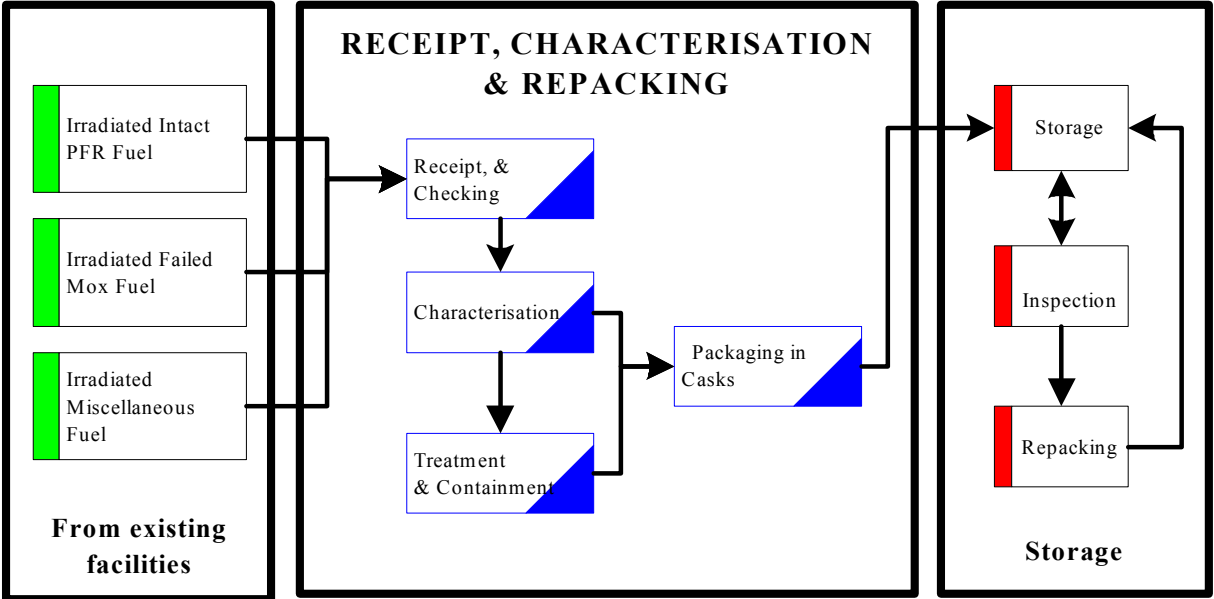 RECEIPT, CHARACTERISATION
& REPACKING
Irradiated Intact
PFR Fuel
Irradiated Failed
Mox Fuel
Irradiated
Miscellaneous
Fuel
From existing
facilities
Receipt, &
Checking
Characterisation
Treatment
& Containment
Packaging in
Casks
Storage
Inspection
Repacking
Storage